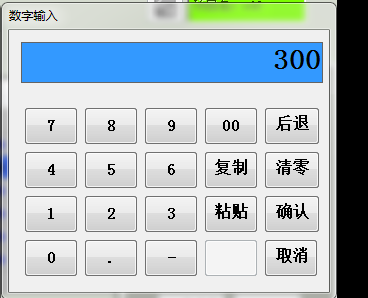 数字输入
300
7 8 9 00 后退
4 5 6 复制 清零
1 2 3 粘贴 确认
0 . - 取消